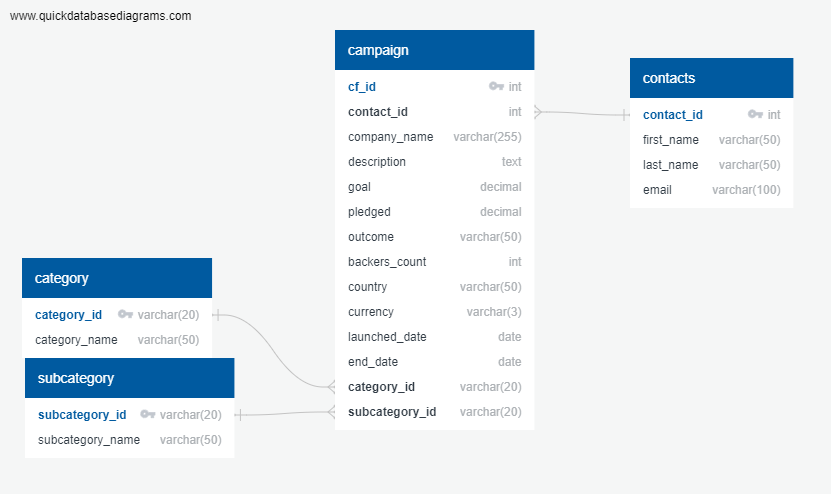 www.quickdatabasediagrams.com
campaign
cf_id int
contact_id int
company_name varchar(255)
description text
goal decimal
pledged decimal
outcome varchar(50)
backers_count int
country varchar(50)
currency varchar(3)
launched_date date
end_date date
category_id varchar(20)
subcategory_id varchar(20)
contacts
contact_id int
first_name varchar(50)
last_name varchar(50)
email varchar(100)
category
category_id varchar(20)
category_name varchar(50)
subcategory
subcategory_id varchar(20)
subcategory_name varchar(50)